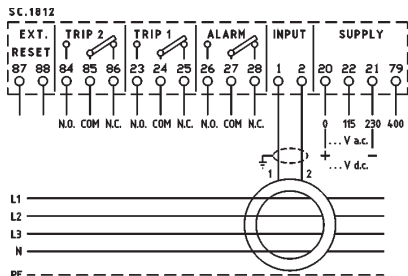 SC.1812
EXT. RESET TRIP 2 TRIP 1 ALARM INPUT SUPPLY
87 88 84 85 86 23 24 25 26 27 28 1 2 20 22 21 79
N.O. COM N.C. N.O. COM N.C. N.O. COM N.C. 0 115 230 400
...V a.c.
+ −
...V d.c.
1 2
L1
L2
L3
N
PE